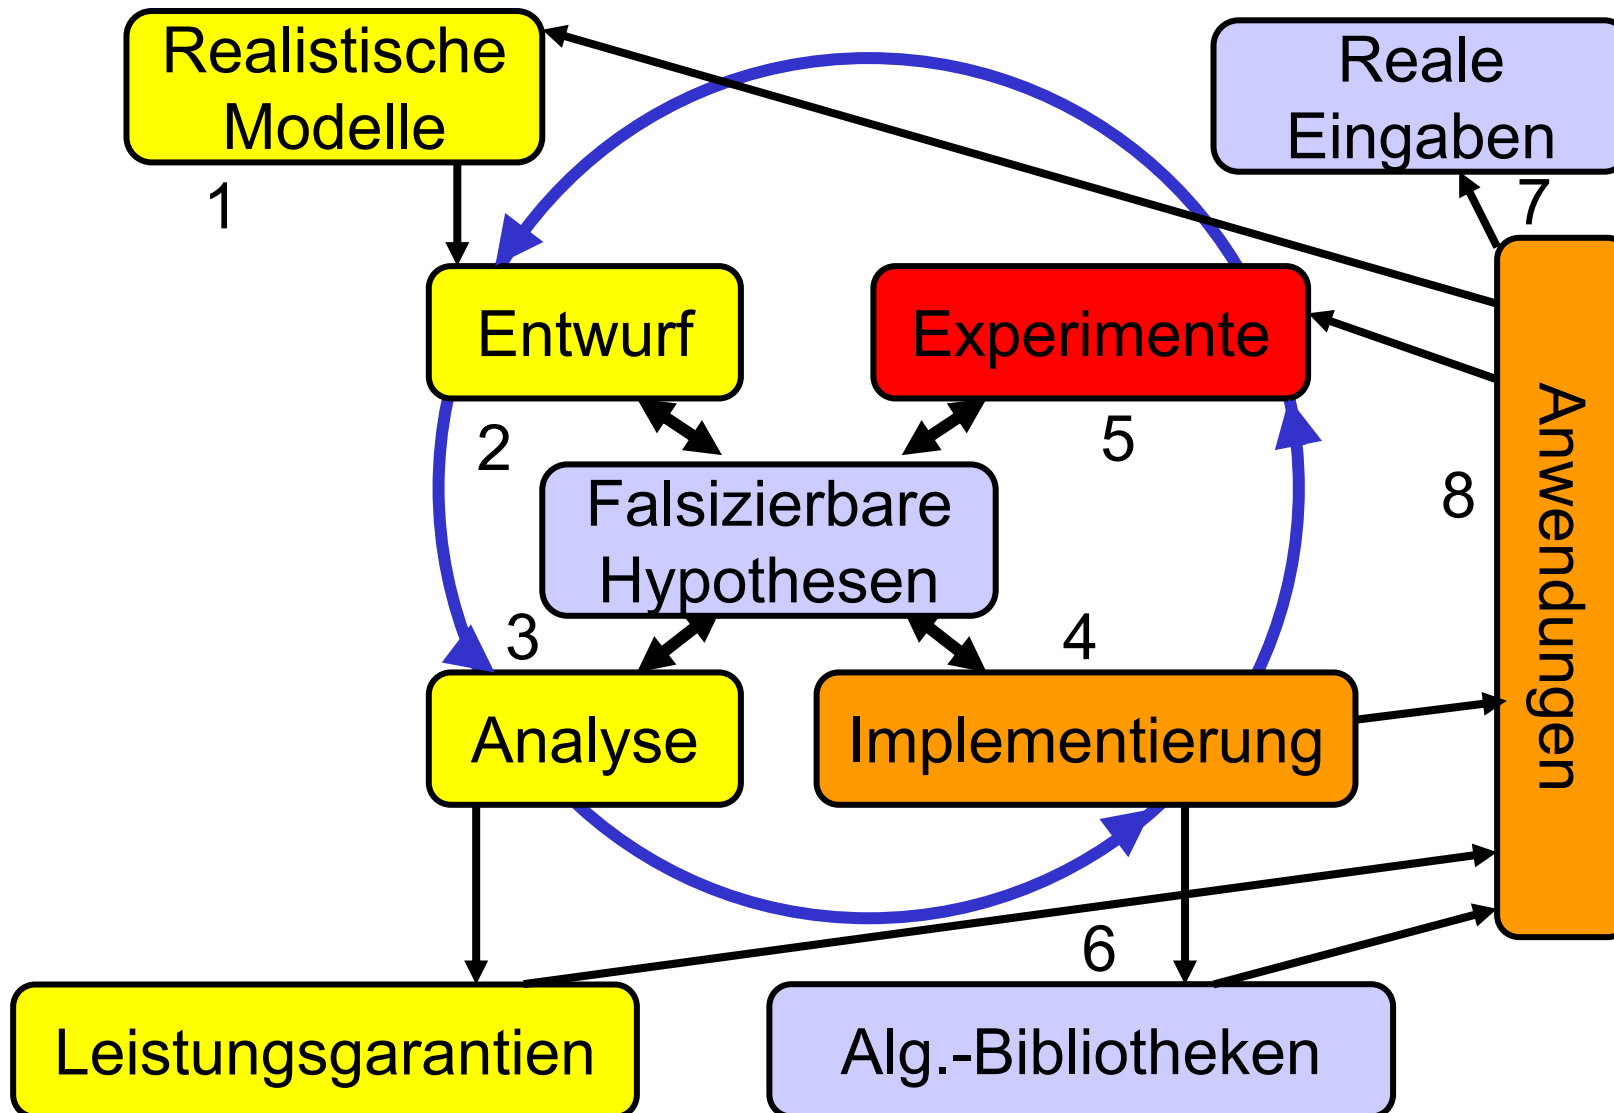 Realistische
Modelle
Reale
Eingaben
1
7
Entwurf
Experimente
2
5
8
Anwendungen
Falsizierbare
Hypothesen
3
4
Analyse
Implementierung
6
Leistungsgarantien
Alg.-Bibliotheken